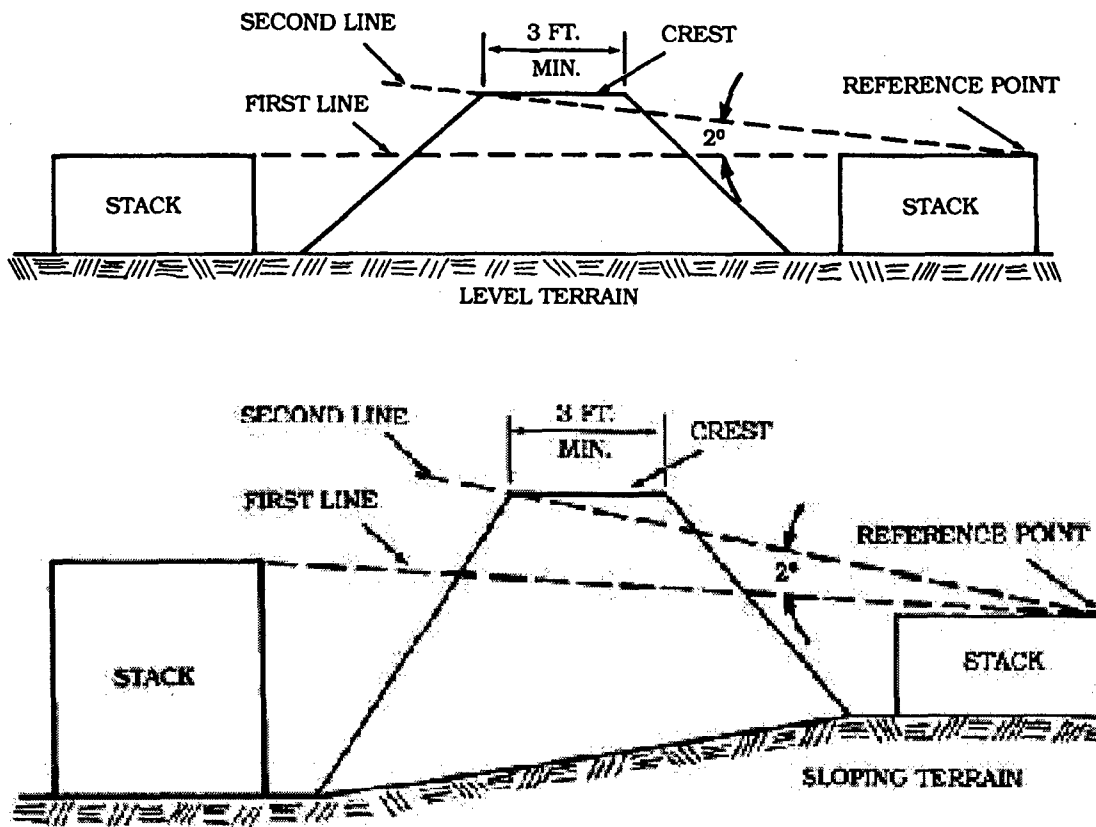 SECOND LINE
3 FT.
MIN.
CREST
FIRST LINE
REFERENCE POINT
2°
STACK
STACK
LEVEL TERRAIN
SECOND LINE
3 FT.
MIN.
CREST
FIRST LINE
REFERENCE POINT
2°
STACK
STACK
SLOPING TERRAIN